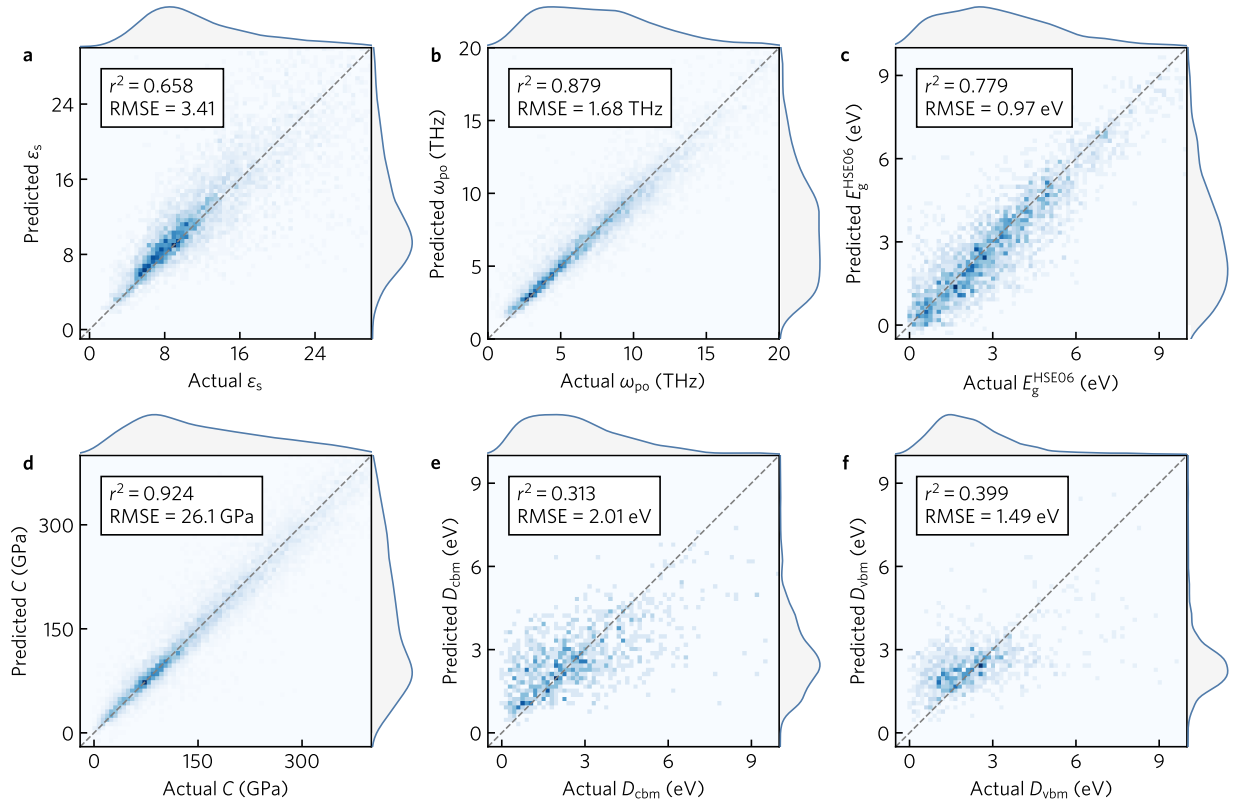 a
r² = 0.658
RMSE = 3.41
24
16
8
0
Predicted εs
0 8 16 24
Actual εs
b
r² = 0.879
RMSE = 1.68 THz
20
15
10
5
0
Predicted ωpo (THz)
0 5 10 15 20
Actual ωpo (THz)
c
r² = 0.779
RMSE = 0.97 eV
9
6
3
0
Predicted EgHSE06 (eV)
0 3 6 9
Actual EgHSE06 (eV)
d
r² = 0.924
RMSE = 26.1 GPa
300
150
0
Predicted C (GPa)
0 150 300
Actual C (GPa)
e
r² = 0.313
RMSE = 2.01 eV
9
6
3
0
Predicted Dcbm (eV)
0 3 6 9
Actual Dcbm (eV)
f
r² = 0.399
RMSE = 1.49 eV
9
6
3
0
Predicted Dvbm (eV)
0 3 6 9
Actual Dvbm (eV)